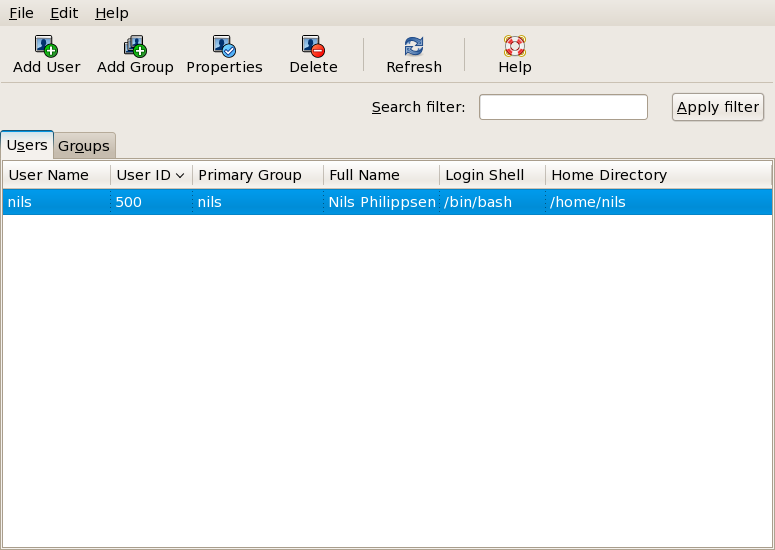 File Edit Help
Add User Add Group Properties Delete Refresh Help
Search filter: Apply filter
Users Groups
User Name User ID Primary Group Full Name Login Shell Home Directory
nils 500 nils Nils Philippsen /bin/bash /home/nils